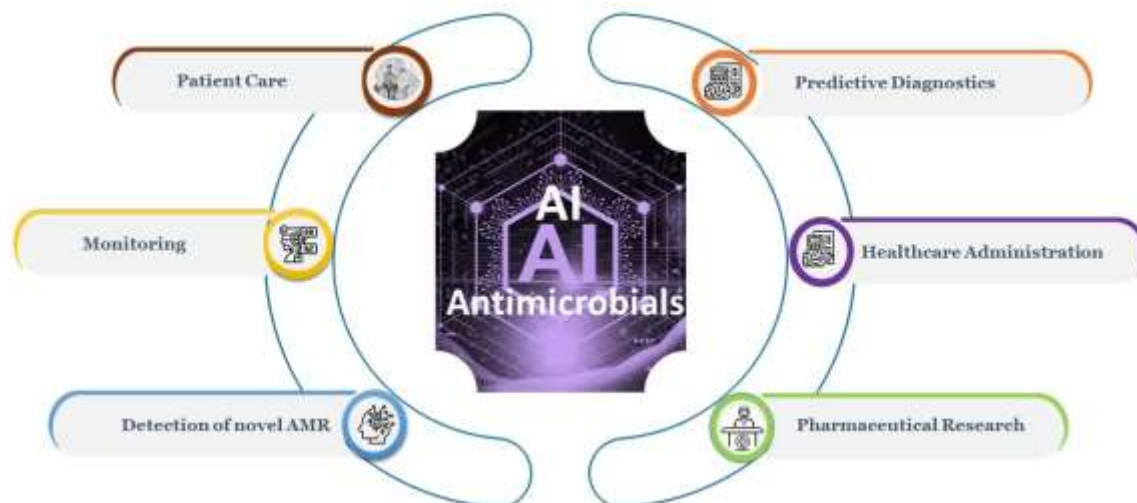 Patient Care
Predictive Diagnostics
AI
AI
Antimicrobials
Monitoring
Healthcare Administration
Detection of novel AMR
Pharmaceutical Research